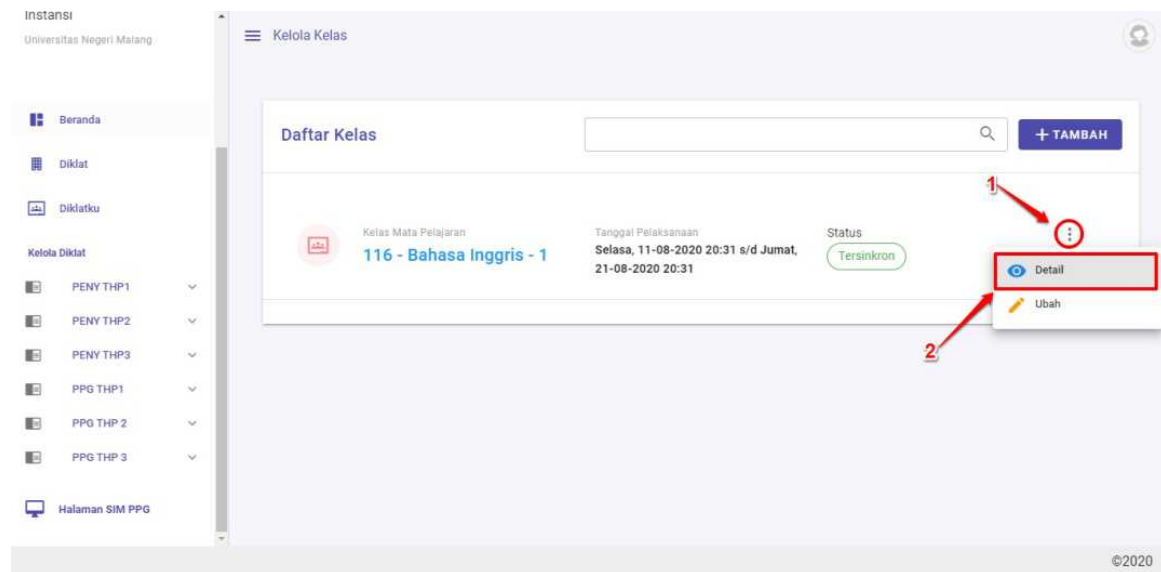 Instansi
Universitas Negeri Malang
Beranda
Diklat
Diklatku
Kelola Diklat
PENY THP1
PENY THP2
PENY THP3
PPG THP1
PPG THP 2
PPG THP 3
Halaman SIM PPG
Kelola Kelas
Daftar Kelas
+ TAMBAH
1
Kelas Mata Pelajaran
116 - Bahasa Inggris - 1
Tanggal Pelaksanaan
Selasa, 11-08-2020 20:31 s/d Jumat,
21-08-2020 20:31
Status
Tersinkron
Detail
Ubah
2
©2020